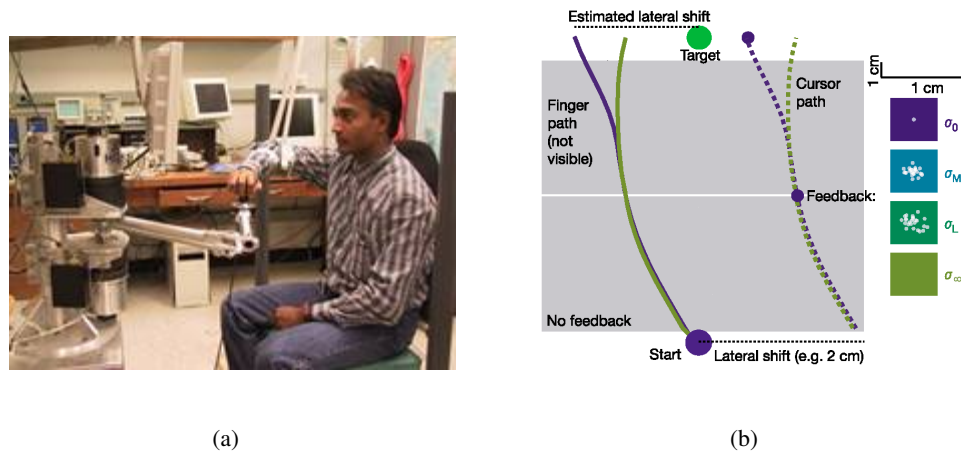 Estimated lateral shift
Target
1 cm
1 cm
Finger
path
(not
visible)
Cursor
path
σ0
σM
Feedback:
σL
σ∞
No feedback
Start
Lateral shift (e.g. 2 cm)
(a)
(b)